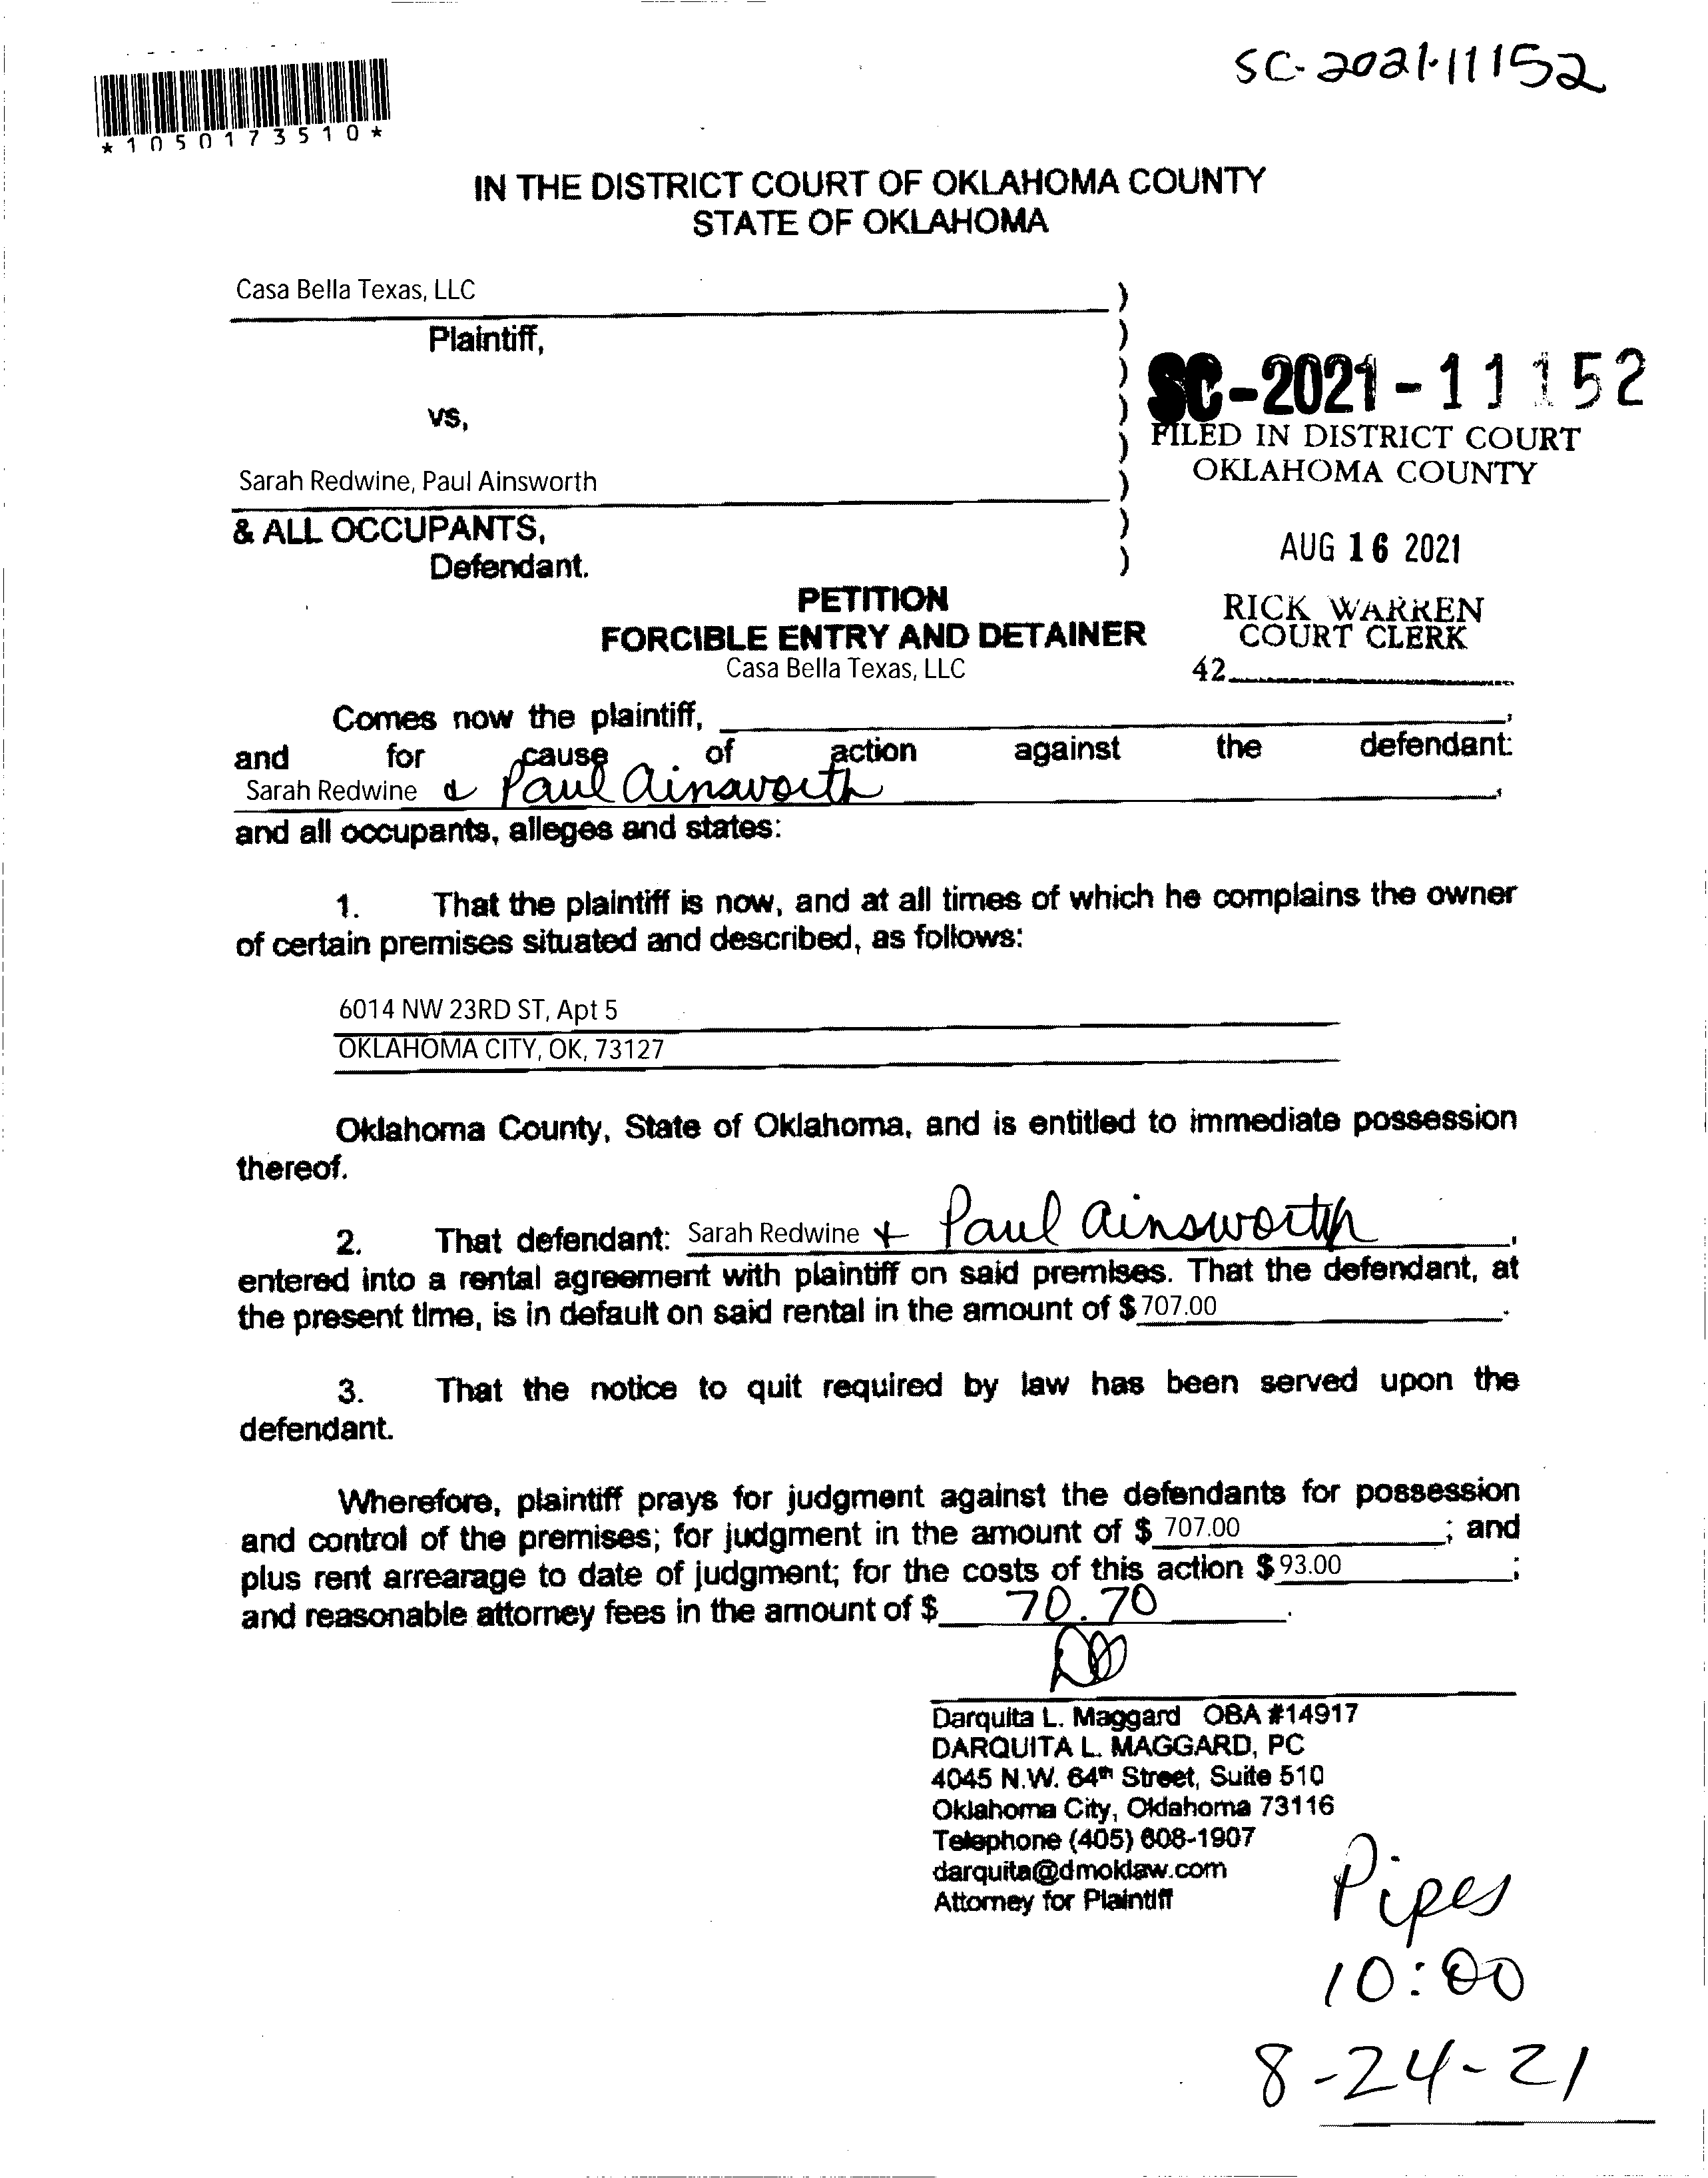 SC-2021-11152
*1050173510*
IN THE DISTRICT COURT OF OKLAHOMA COUNTY
STATE OF OKLAHOMA
Casa Bella Texas, LLC )
Plaintiff, )
)
vs, )
)
Sarah Redwine, Paul Ainsworth )
& ALL OCCUPANTS, )
Defendant. )
SC-2021-11152
FILED IN DISTRICT COURT
OKLAHOMA COUNTY
AUG 16 2021
RICK WARREN
COURT CLERK
42
PETITION
FORCIBLE ENTRY AND DETAINER
Casa Bella Texas, LLC
Comes now the plaintiff, ,
and for cause of action against the defendant:
Sarah Redwine & Paul Ainsworth ,
and all occupants, alleges and states:
1. That the plaintiff is now, and at all times of which he complains the owner
of certain premises situated and described, as follows:
6014 NW 23RD ST, Apt 5
OKLAHOMA CITY, OK, 73127
Oklahoma County, State of Oklahoma, and is entitled to immediate possession
thereof.
2. That defendant: Sarah Redwine + Paul Ainsworth ,
entered into a rental agreement with plaintiff on said premises. That the defendant, at
the present time, is in default on said rental in the amount of $ 707.00 .
3. That the notice to quit required by law has been served upon the
defendant.
Wherefore, plaintiff prays for judgment against the defendants for possession
and control of the premises; for judgment in the amount of $ 707.00 ; and
plus rent arrearage to date of judgment; for the costs of this action $ 93.00 ;
and reasonable attorney fees in the amount of $ 70.70 .
Darquita L. Maggard OBA #14917
DARQUITA L. MAGGARD, PC
4045 N.W. 64th Street, Suite 510
Oklahoma City, Oklahoma 73116
Telephone (405) 608-1907
darquita@dmoklaw.com
Attorney for Plaintiff
Pipes
10:00
8-24-21